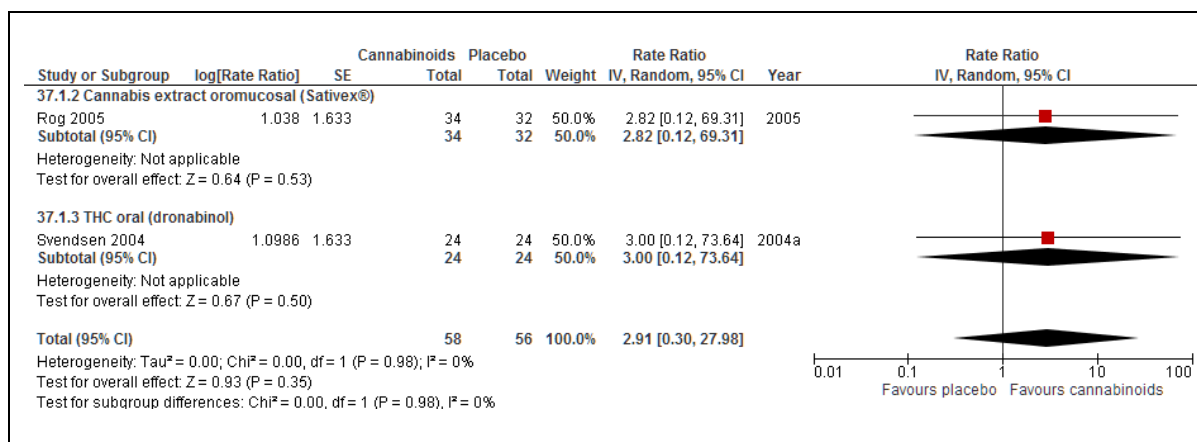 Cannabinoids Placebo Rate Ratio Rate Ratio
Study or Subgroup log[Rate Ratio] SE Total Total Weight IV, Random, 95% CI Year IV, Random, 95% CI
37.1.2 Cannabis extract oromucosal (Sativex®)
Rog 2005 1.038 1.633 34 32 50.0% 2.82 [0.12, 69.31] 2005
Subtotal (95% CI) 34 32 50.0% 2.82 [0.12, 69.31]
Heterogeneity: Not applicable
Test for overall effect: Z = 0.64 (P = 0.53)
37.1.3 THC oral (dronabinol)
Svendsen 2004 1.0986 1.633 24 24 50.0% 3.00 [0.12, 73.64] 2004a
Subtotal (95% CI) 24 24 50.0% 3.00 [0.12, 73.64]
Heterogeneity: Not applicable
Test for overall effect: Z = 0.67 (P = 0.50)
Total (95% CI) 58 56 100.0% 2.91 [0.30, 27.98]
Heterogeneity: Tau² = 0.00; Chi² = 0.00, df = 1 (P = 0.98); I² = 0%
Test for overall effect: Z = 0.93 (P = 0.35)
Test for subgroup differences: Chi² = 0.00, df = 1 (P = 0.98), I² = 0%
0.01 0.1 1 10 100
Favours placebo Favours cannabinoids